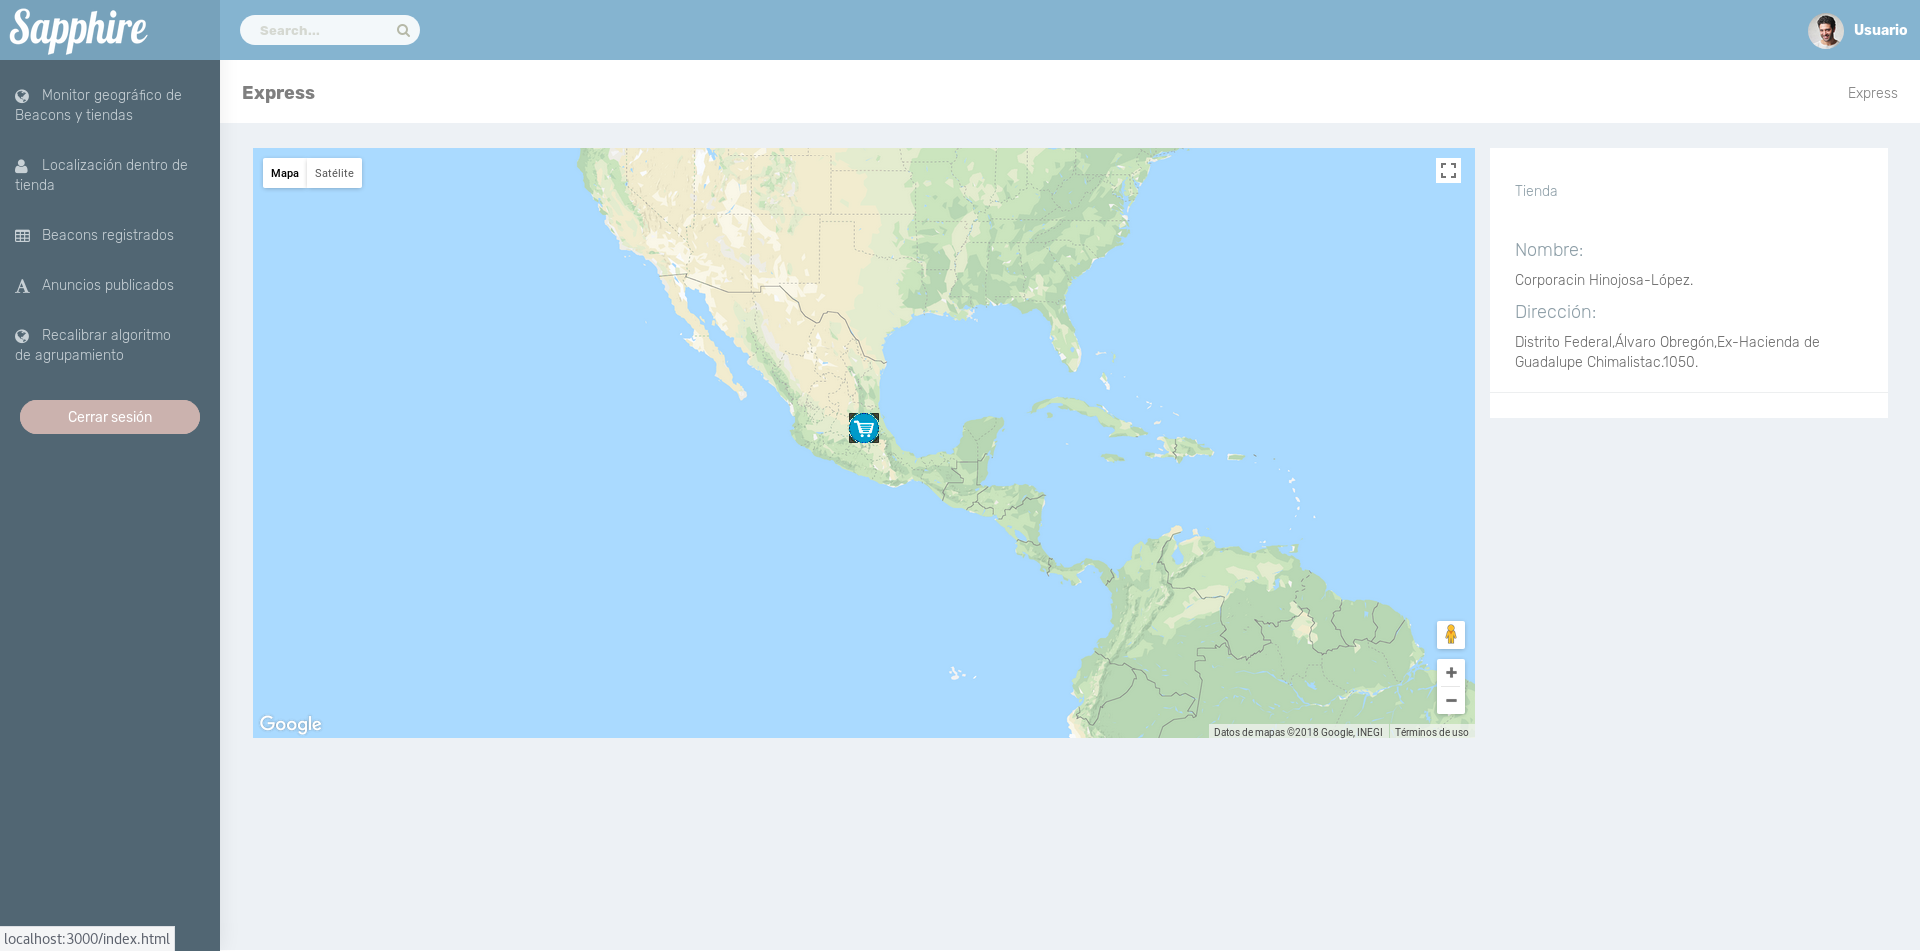 Sapphire
Search...
Usuario
Monitor geográfico de
Beacons y tiendas
Localización dentro de
tienda
Beacons registrados
Anuncios publicados
Recalibrar algoritmo
de agrupamiento
Cerrar sesión
Express
Express
Mapa
Satélite
Google
Datos de mapas ©2018 Google, INEGI
Términos de uso
Tienda
Nombre:
Corporacin Hinojosa-López.
Dirección:
Distrito Federal,Álvaro Obregón,Ex-Hacienda de
Guadalupe Chimalistac.1050.
localhost:3000/index.html